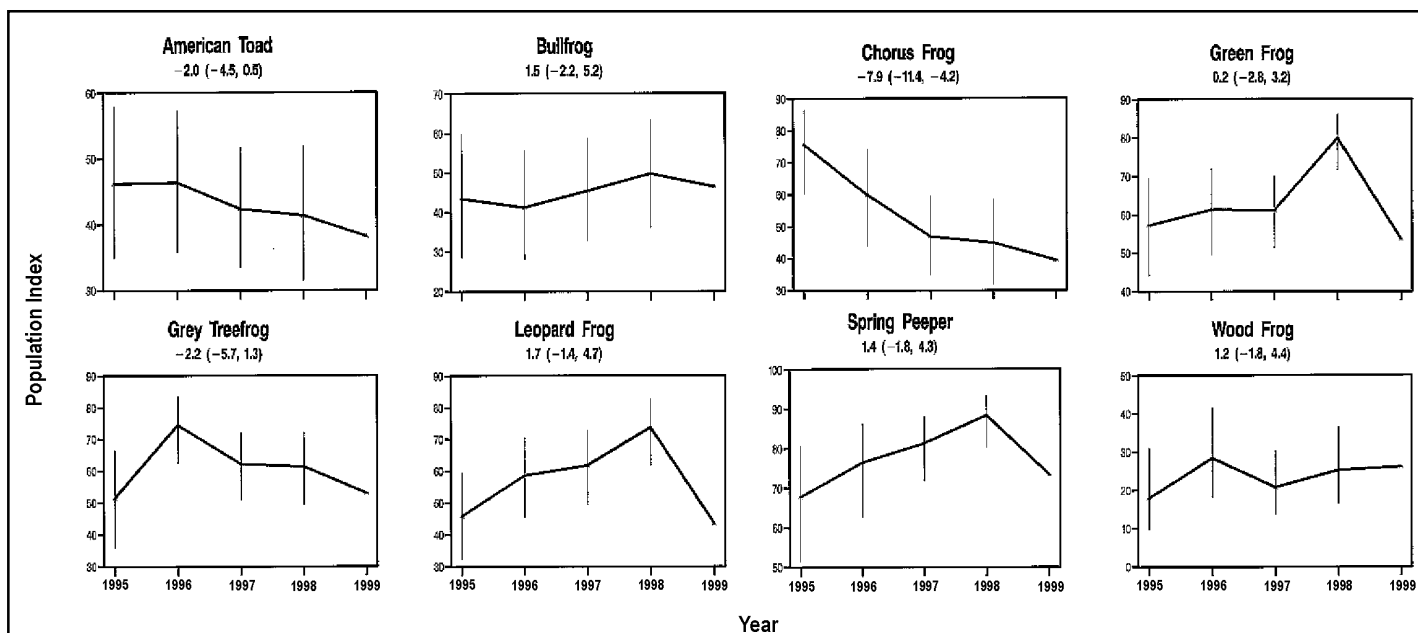 American Toad
−2.0 (−4.5, 0.5)
60
50
40
30
Bullfrog
1.5 (−2.2, 5.2)
70
60
50
40
30
20
Chorus Frog
−7.9 (−11.4, −4.2)
90
80
70
60
50
40
30
Green Frog
0.2 (−2.8, 3.2)
90
80
70
60
50
40
Population Index
Grey Treefrog
−2.2 (−5.7, 1.3)
90
80
70
60
50
40
30
1995 1996 1997 1998 1999
Leopard Frog
1.7 (−1.4, 4.7)
90
80
70
60
50
40
30
1995 1996 1997 1998 1999
Spring Peeper
1.4 (−1.8, 4.3)
100
90
80
70
60
50
1995 1996 1997 1998 1999
Wood Frog
1.2 (−1.8, 4.4)
50
40
30
20
10
0
1995 1996 1997 1998 1999
Year